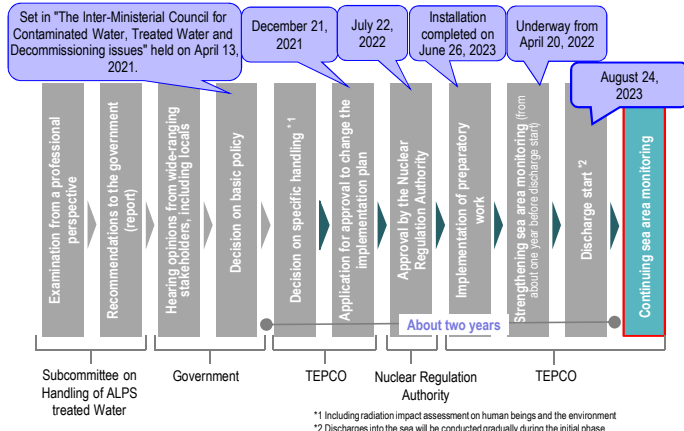 Set in "The Inter-Ministerial Council for
Contaminated Water, Treated Water and
Decommissioning issues" held on April 13,
2021.
December 21,
2021
July 22,
2022
Installation
completed on
June 26, 2023
Underway from
April 20, 2022
August 24,
2023
Examination from a professional
perspective
Recommendations to the government
(report)
Hearing opinions from wide-ranging
stakeholders, including locals
Decision on basic policy
Decision on specific handling *1
Application for approval to change the
implementation plan
Approval by the Nuclear
Regulation Authority
Implementation of preparatory
work
Strengthening sea area monitoring (from
about one year before discharge start)
Discharge start *2
Continuing sea area monitoring
About two years
Subcommittee on
Handling of ALPS
treated Water
Government
TEPCO
Nuclear Regulation
Authority
TEPCO
*1 Including radiation impact assessment on human beings and the environment
*2 Discharges into the sea will be conducted gradually during the initial phase